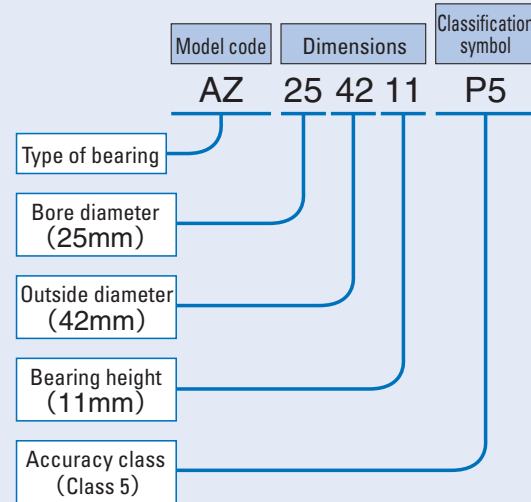 Model code
Dimensions
Classification
symbol
AZ 25 42 11 P5
Type of bearing
Bore diameter
（25mm）
Outside diameter
（42mm）
Bearing height
（11mm）
Accuracy class
(Class 5)